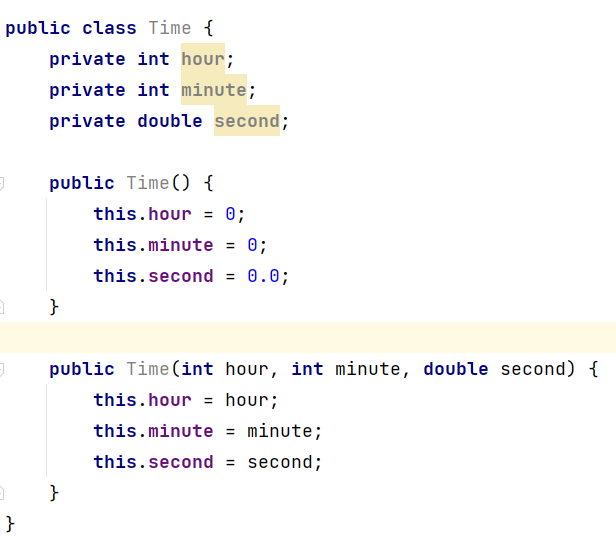 public class Time {
    private int hour;
    private int minute;
    private double second;

    public Time() {
        this.hour = 0;
        this.minute = 0;
        this.second = 0.0;
    }

    public Time(int hour, int minute, double second) {
        this.hour = hour;
        this.minute = minute;
        this.second = second;
    }
}